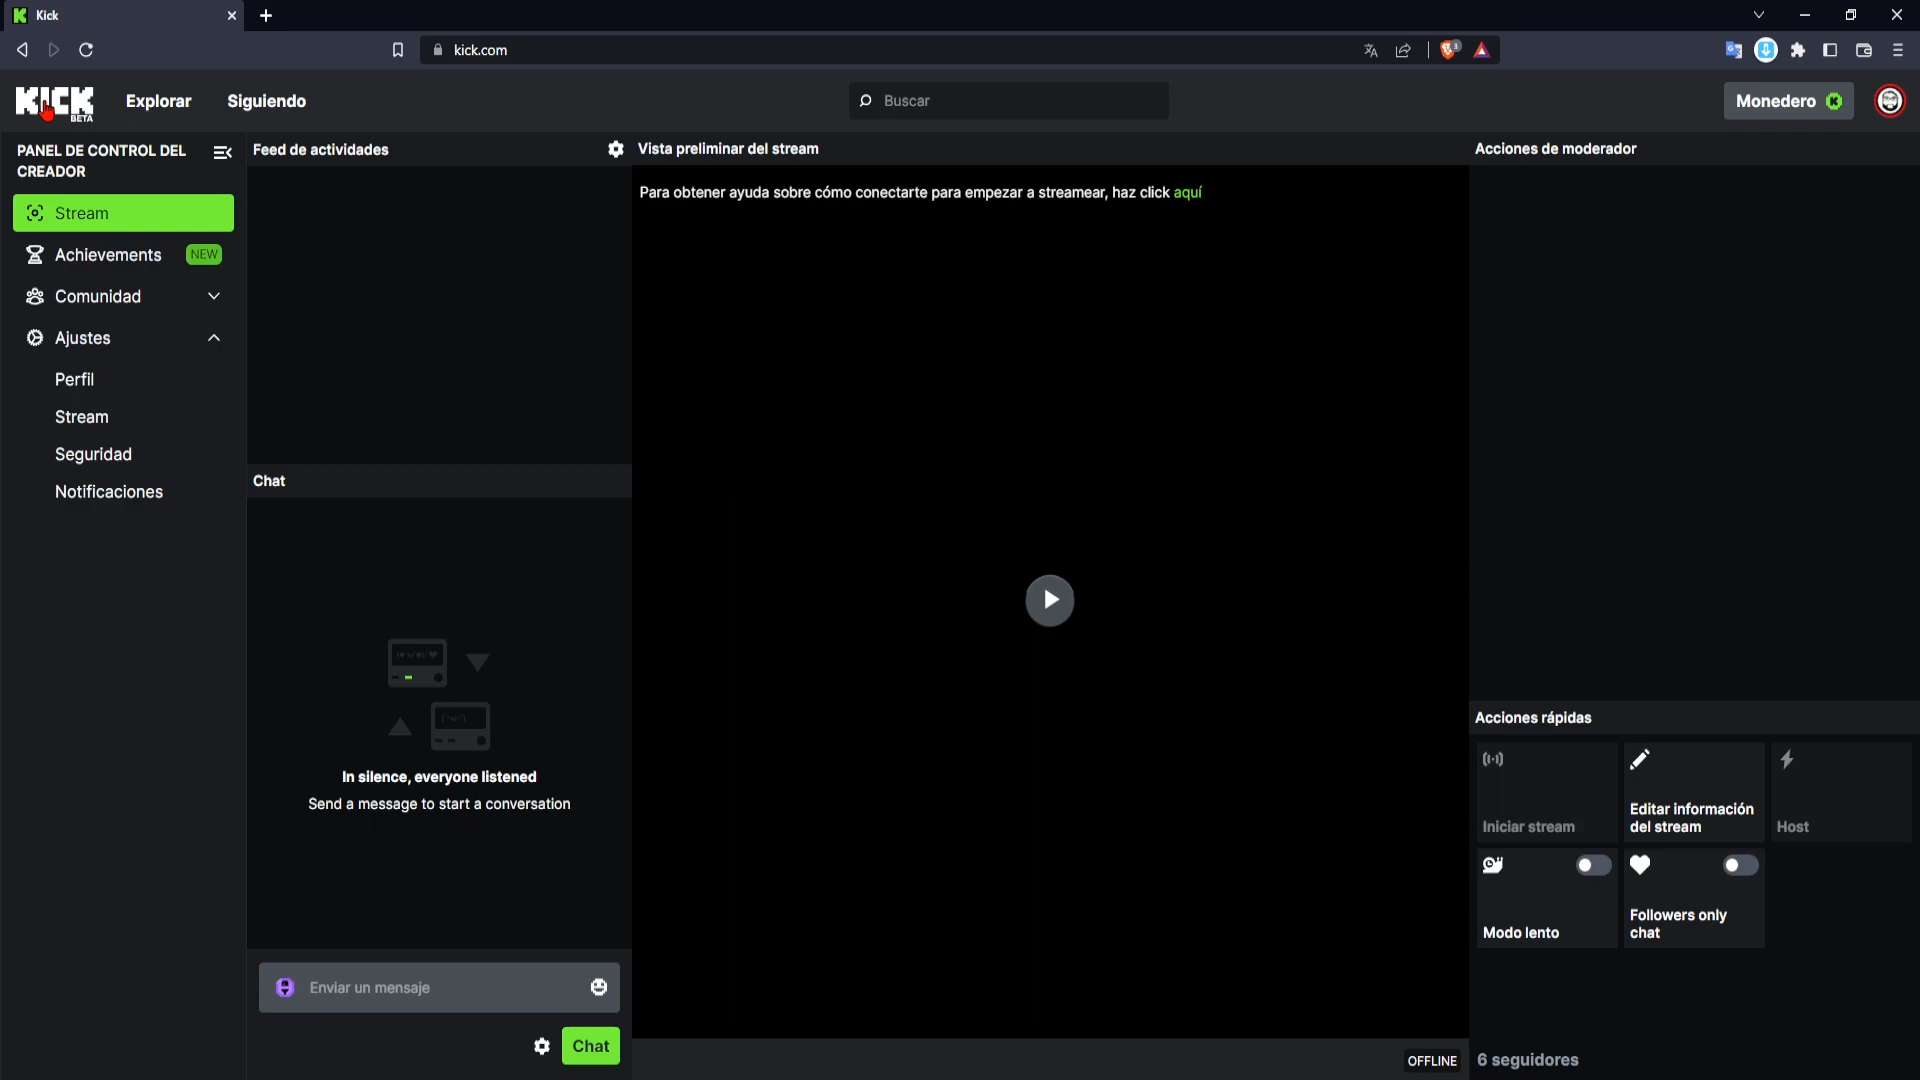 Kick
kick.com
KICK
BETA
Explorar
Siguiendo
Buscar
Monedero
PANEL DE CONTROL DEL
CREADOR
Stream
Achievements NEW
Comunidad
Ajustes
Perfil
Stream
Seguridad
Notificaciones
Feed de actividades
Chat
In silence, everyone listened
Send a message to start a conversation
Enviar un mensaje
Chat
Vista preliminar del stream
Para obtener ayuda sobre cómo conectarte para empezar a streamear, haz click aquí
OFFLINE
Acciones de moderador
Acciones rápidas
Iniciar stream
Editar información
del stream
Host
Modo lento
Followers only
chat
6 seguidores